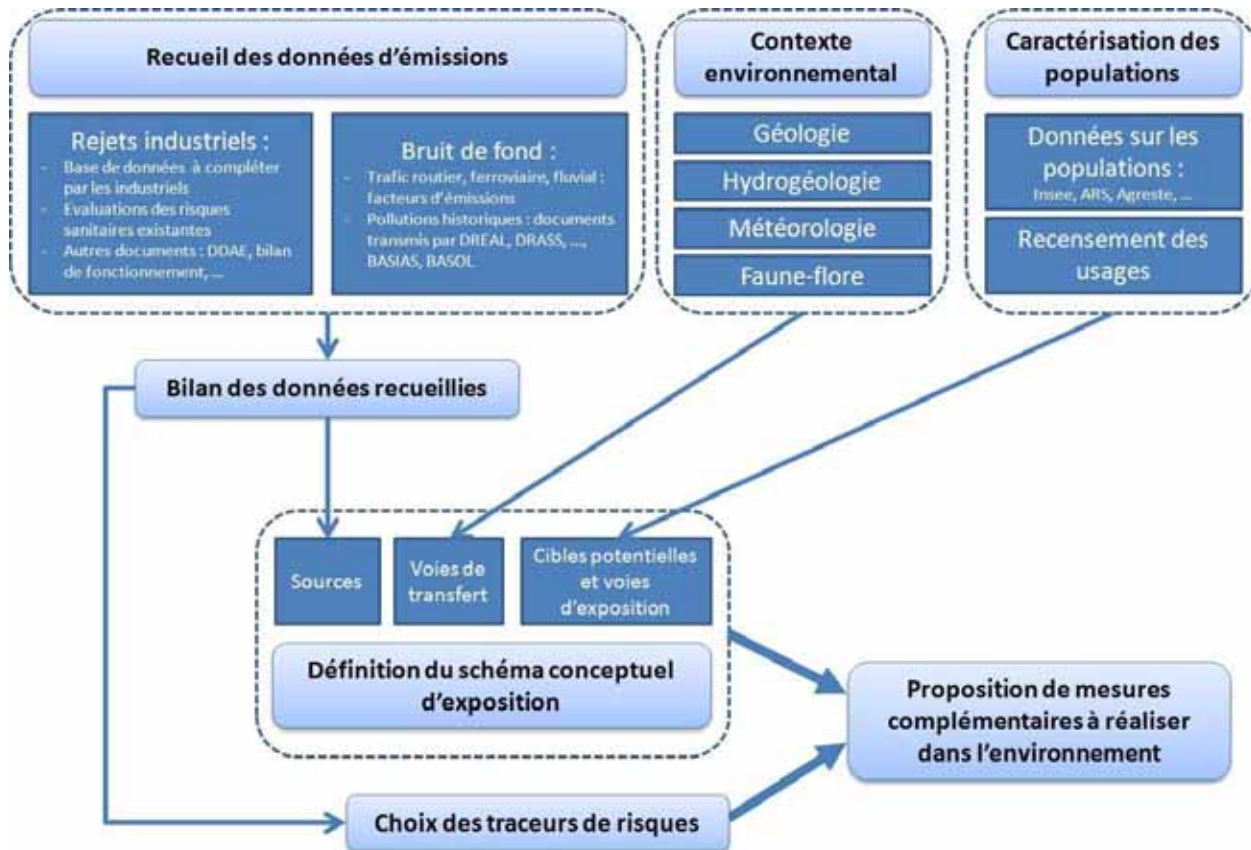 Recueil des données d'émissions
Rejets industriels :
- Base de données à compléter
par les industriels
- Evaluations des risques
sanitaires existantes
- Autres documents : DDAE, bilan
de fonctionnement, ...
Bruit de fond :
- Trafic routier, ferroviaire, fluvial :
facteurs d'émissions
- Pollutions historiques : documents
transmis par DREAL, DRASS, ...,
BASIAS, BASOL
Contexte
environnemental
Géologie
Hydrogéologie
Météorologie
Faune-flore
Caractérisation des
populations
Données sur les
populations :
Insee, ARS, Agreste, ...
Recensement des
usages
Bilan des données recueillies
Sources
Voies de
transfert
Cibles potentielles
et voies
d'exposition
Définition du schéma conceptuel
d'exposition
Proposition de mesures
complémentaires à réaliser
dans l'environnement
Choix des traceurs de risques